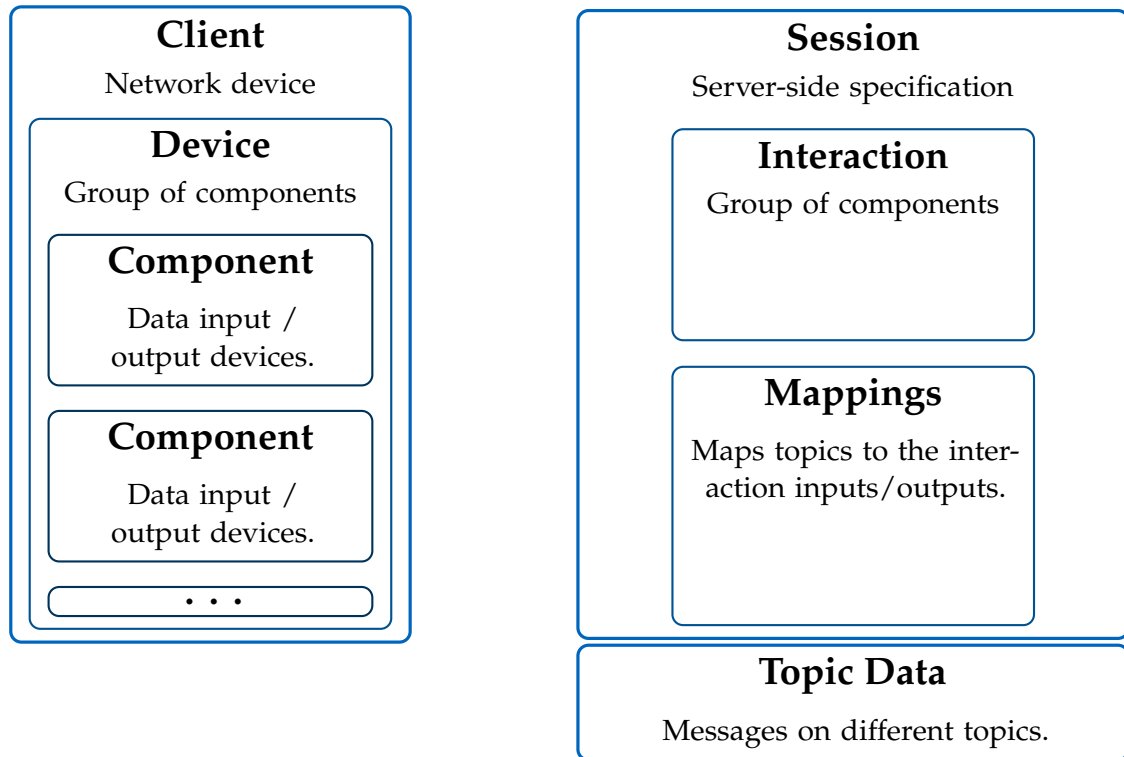 Client
Network device
Device
Group of components
Component
Data input /
output devices.
Component
Data input /
output devices.
. . .
Session
Server-side specification
Interaction
Group of components
Mappings
Maps topics to the inter-
action inputs/outputs.
Topic Data
Messages on different topics.